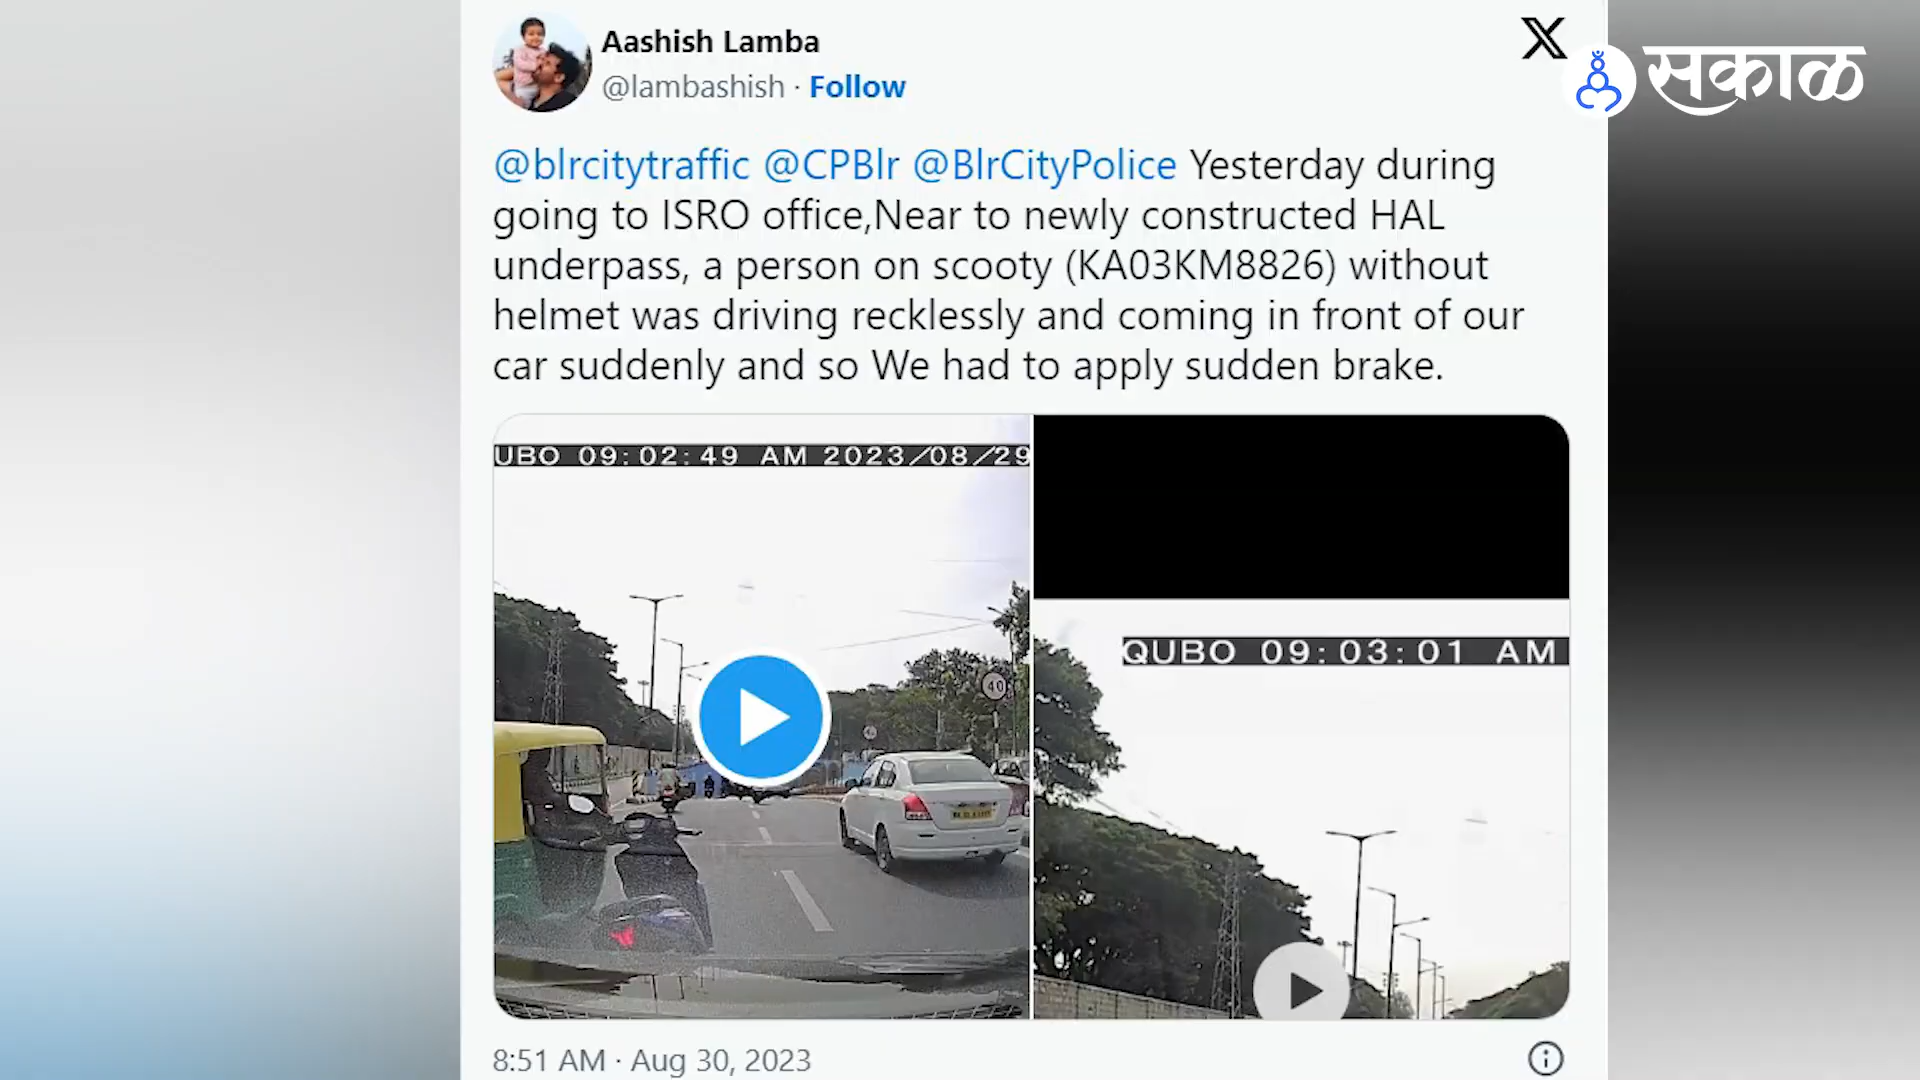 Aashish Lamba
@lambashish · Follow
सकाळ
@blrcitytraffic @CPBlr @BlrCityPolice Yesterday during
going to ISRO office,Near to newly constructed HAL
underpass, a person on scooty (KA03KM8826) without
helmet was driving recklessly and coming in front of our
car suddenly and so We had to apply sudden brake.
UBO 09:02:49 AM 2023/08/29
QUBO 09:03:01 AM
40
8:51 AM · Aug 30, 2023